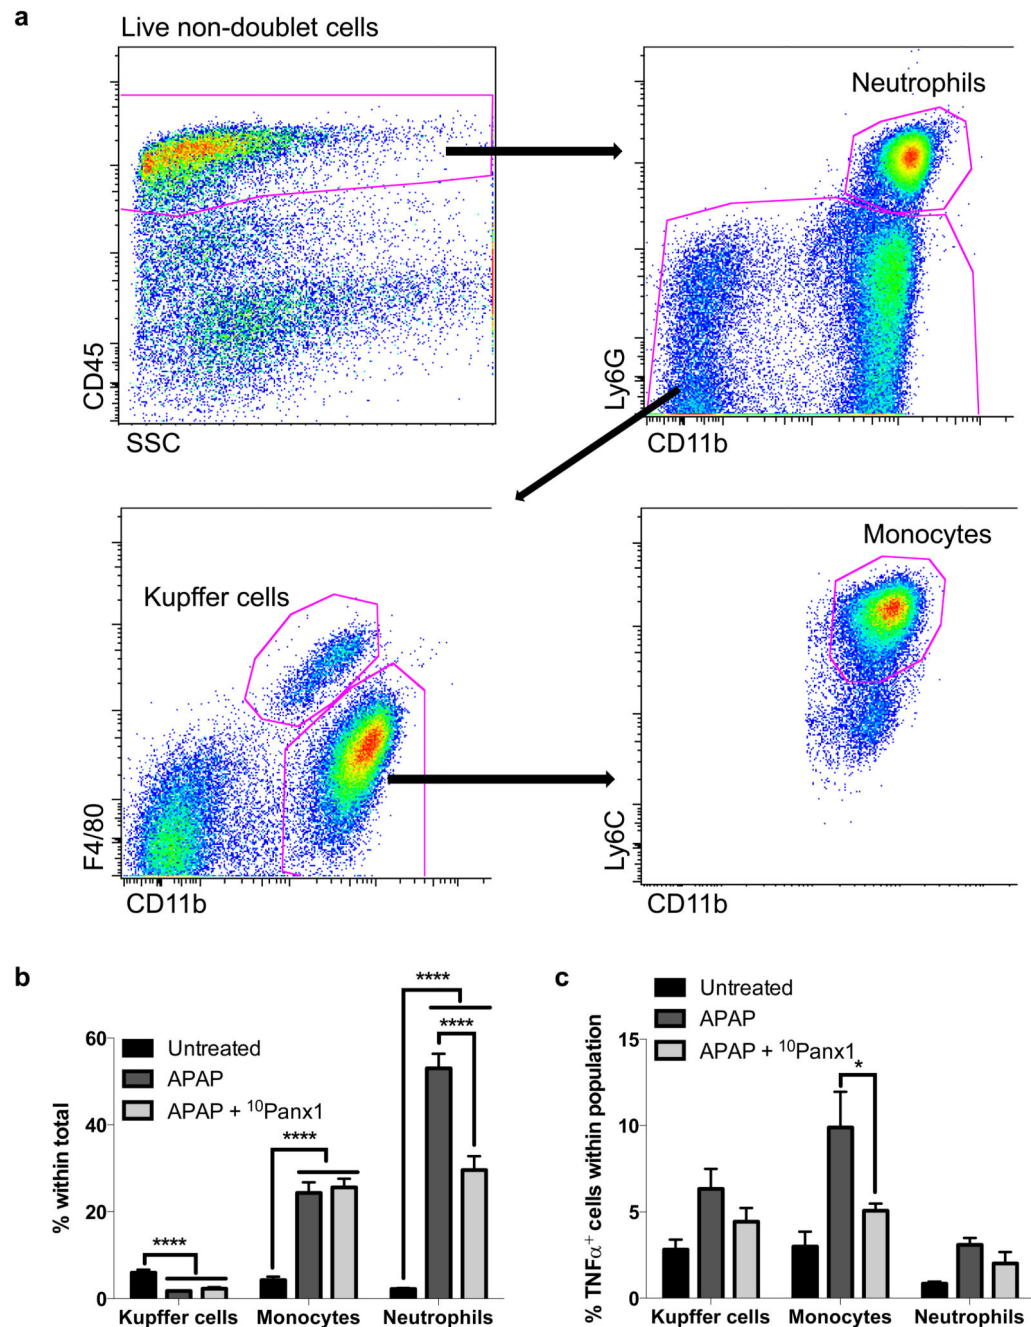 a
Live non-doublet cells
CD45
SSC
Neutrophils
Ly6G
CD11b
Kupffer cells
F4/80
CD11b
Monocytes
Ly6C
CD11b
b
****
****
****
****
Untreated
APAP
APAP + ¹⁰Panx1
% within total
60
40
20
0
Kupffer cells Monocytes Neutrophils
c
Untreated
APAP
APAP + ¹⁰Panx1
*
% TNFα⁺ cells within population
15
10
5
0
Kupffer cells Monocytes Neutrophils